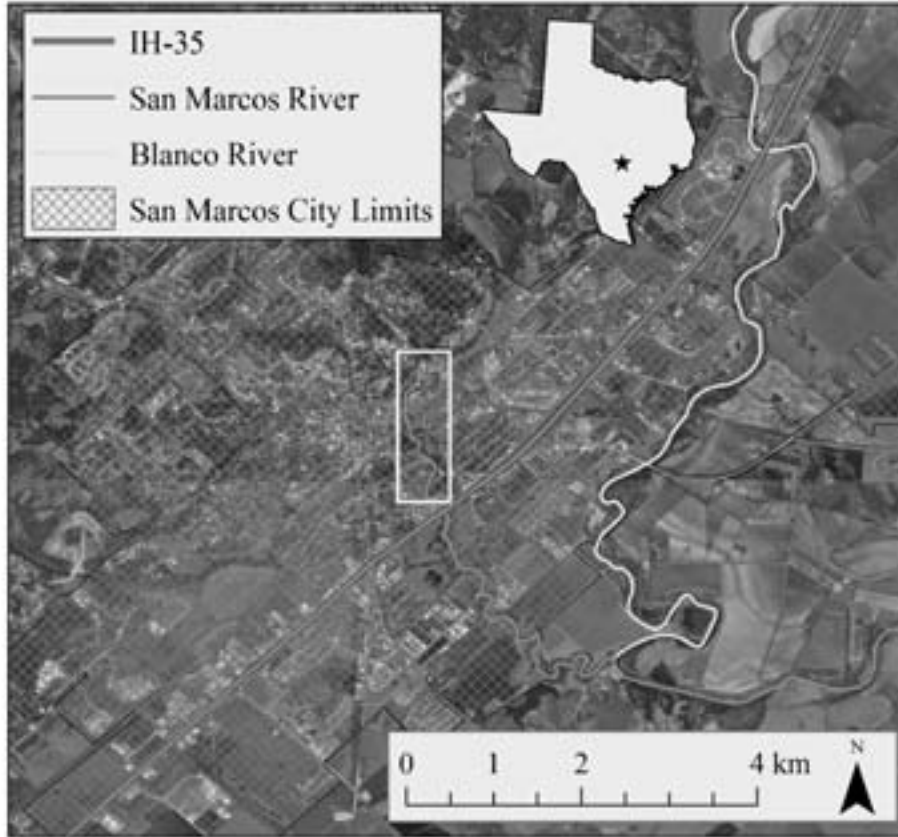 IH-35
San Marcos River
Blanco River
San Marcos City Limits
0 1 2 4 km
N